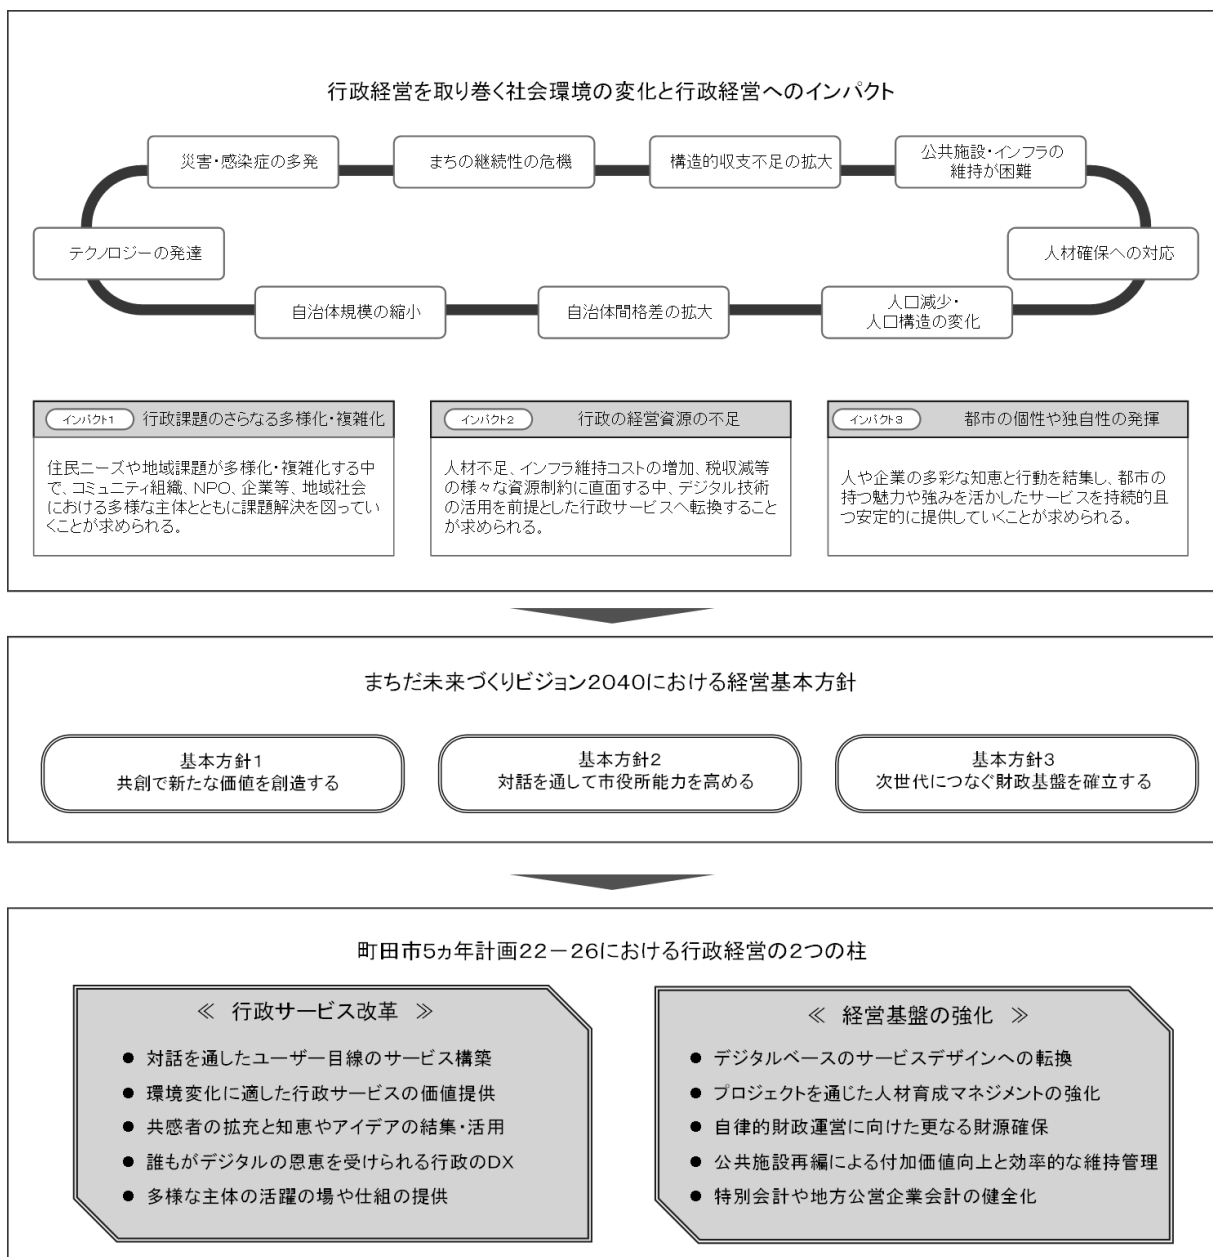 行政経営を取り巻く社会環境の変化と行政経営へのインパクト
災害・感染症の多発
まちの継続性の危機
構造的収支不足の拡大
公共施設・インフラの
維持が困難
テクノロジーの発達
人材確保への対応
自治体規模の縮小
自治体間格差の拡大
人口減少・
人口構造の変化
インパクト1 行政課題のさらなる多様化・複雑化
住民ニーズや地域課題が多様化・複雑化する中
で、コミュニティ組織、NPO、企業等、地域社会
における多様な主体とともに課題解決を図ってい
くことが求められる。
インパクト2 行政の経営資源の不足
人材不足、インフラ維持コストの増加、税収減等
の様々な資源制約に直面する中、デジタル技術
の活用を前提とした行政サービスへ転換すること
が求められる。
インパクト3 都市の個性や独自性の発揮
人や企業の多彩な知恵と行動を結集し、都市の
持つ魅力や強みを活かしたサービスを持続的且
つ安定的に提供していくことが求められる。
まちだ未来づくりビジョン2040における経営基本方針
基本方針1
共創で新たな価値を創造する
基本方針2
対話を通して市役所能力を高める
基本方針3
次世代につなぐ財政基盤を確立する
町田市5ヵ年計画22－26における行政経営の2つの柱
≪ 行政サービス改革 ≫
● 対話を通したユーザー目線のサービス構築
● 環境変化に適した行政サービスの価値提供
● 共感者の拡充と知恵やアイデアの結集・活用
● 誰もがデジタルの恩恵を受けられる行政のDX
● 多様な主体の活躍の場や仕組の提供
≪ 経営基盤の強化 ≫
● デジタルベースのサービスデザインへの転換
● プロジェクトを通じた人材育成マネジメントの強化
● 自律的財政運営に向けた更なる財源確保
● 公共施設再編による付加価値向上と効率的な維持管理
● 特別会計や地方公営企業会計の健全化